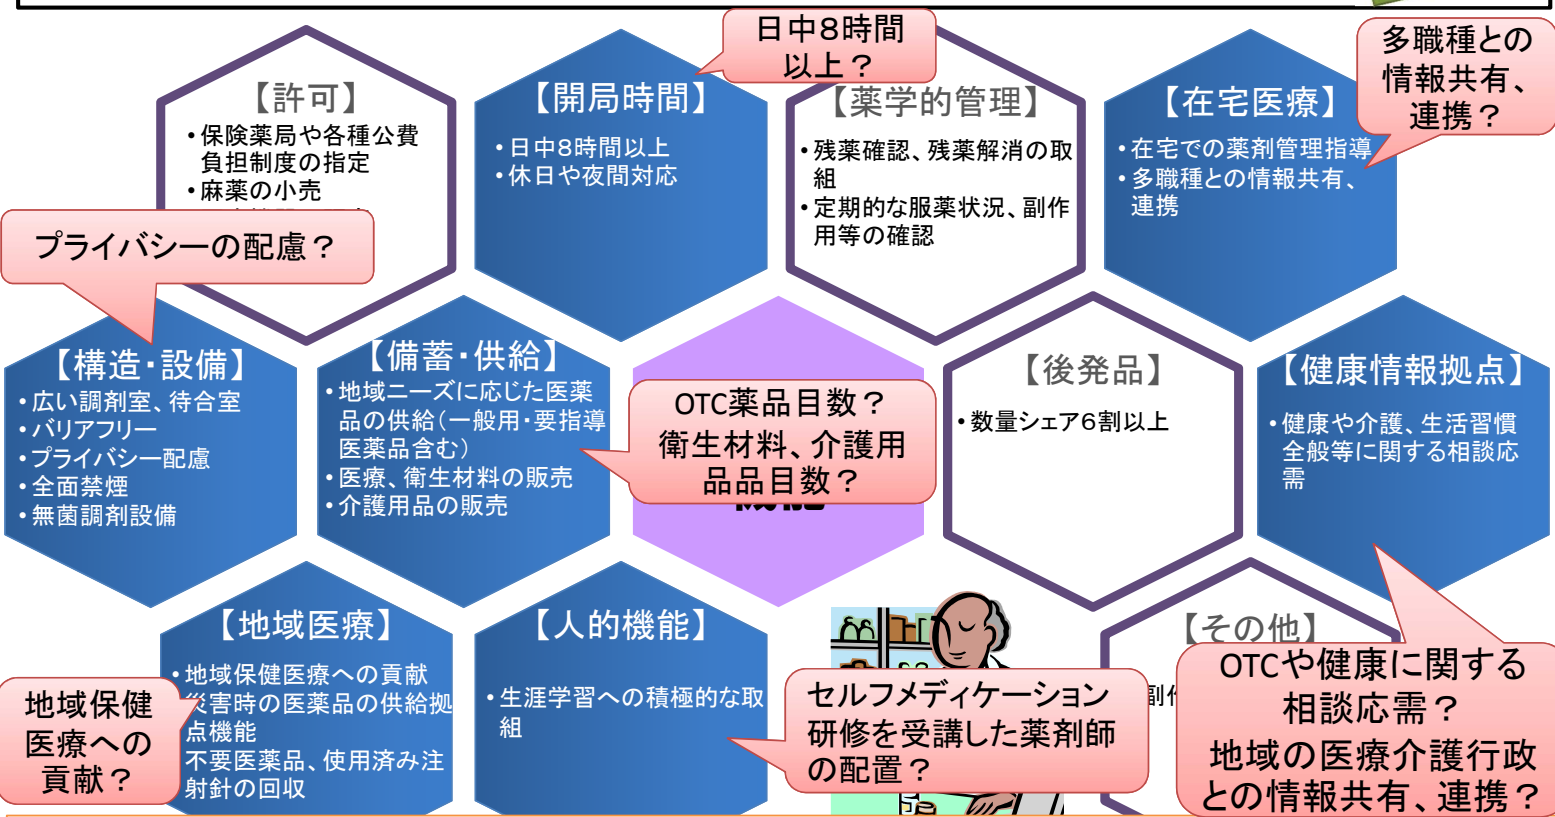 日中８時間
以上？
多職種との
情報共有、
連携？
【許可】
・保険薬局や各種公費
負担制度の指定
・麻薬の小売
【開局時間】
・日中８時間以上
・休日や夜間対応
【薬学的管理】
・残薬確認、残薬解消の取
組
・定期的な服薬状況、副作
用等の確認
【在宅医療】
・在宅での薬剤管理指導
・多職種との情報共有、
連携
プライバシーの配慮？
【構造・設備】
・広い調剤室、待合室
・バリアフリー
・プライバシー配慮
・全面禁煙
・無菌調剤設備
【備蓄・供給】
・地域ニーズに応じた医薬
品の供給（一般用・要指導
医薬品含む）
・医療、衛生材料の販売
・介護用品の販売
OTC薬品目数？
衛生材料、介護用
品品目数？
【後発品】
・数量シェア６割以上
【健康情報拠点】
・健康や介護、生活習慣
全般等に関する相談応
需
【地域医療】
・地域保健医療への貢献
災害時の医薬品の供給拠
点機能
不要医薬品、使用済み注
射針の回収
地域保健
医療への
貢献？
【人的機能】
・生涯学習への積極的な取
組
セルフメディケーション
研修を受講した薬剤師
の配置？
【その他】
副作
OTCや健康に関する
相談応需？
地域の医療介護行政
との情報共有、連携？